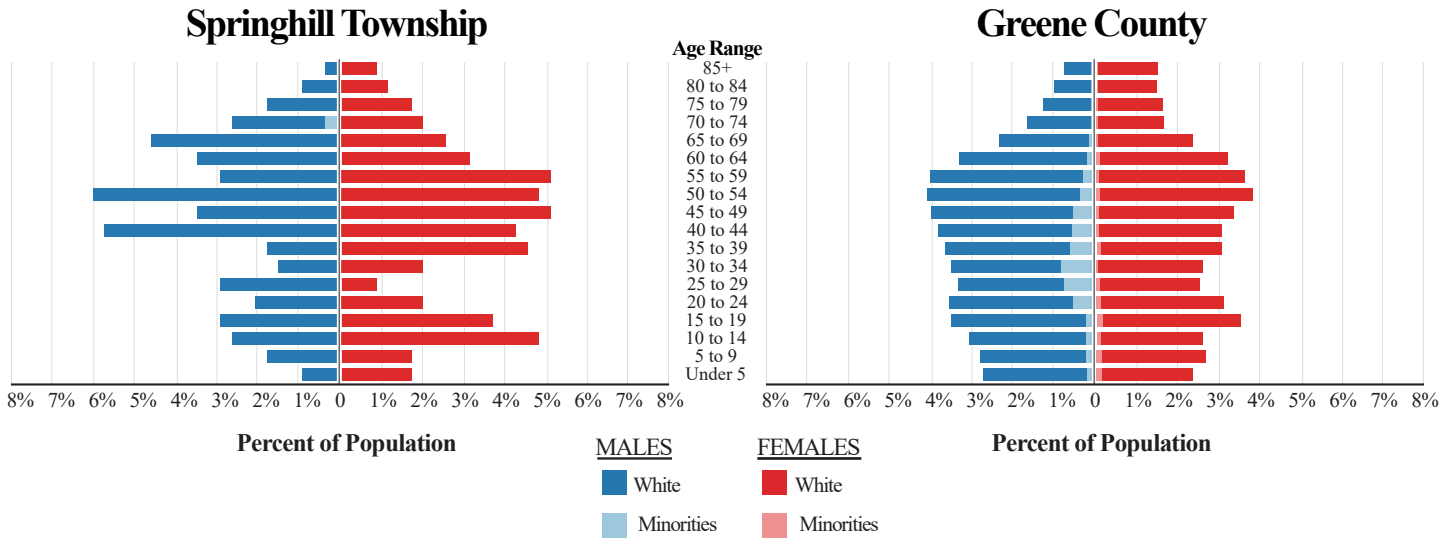 Springhill Township
Greene County
Age Range
85+
80 to 84
75 to 79
70 to 74
65 to 69
60 to 64
55 to 59
50 to 54
45 to 49
40 to 44
35 to 39
30 to 34
25 to 29
20 to 24
15 to 19
10 to 14
5 to 9
Under 5
8% 7% 6% 5% 4% 3% 2% 1% 0 1% 2% 3% 4% 5% 6% 7% 8%
8% 7% 6% 5% 4% 3% 2% 1% 0 1% 2% 3% 4% 5% 6% 7% 8%
Percent of Population
Percent of Population
MALES
White
Minorities
FEMALES
White
Minorities